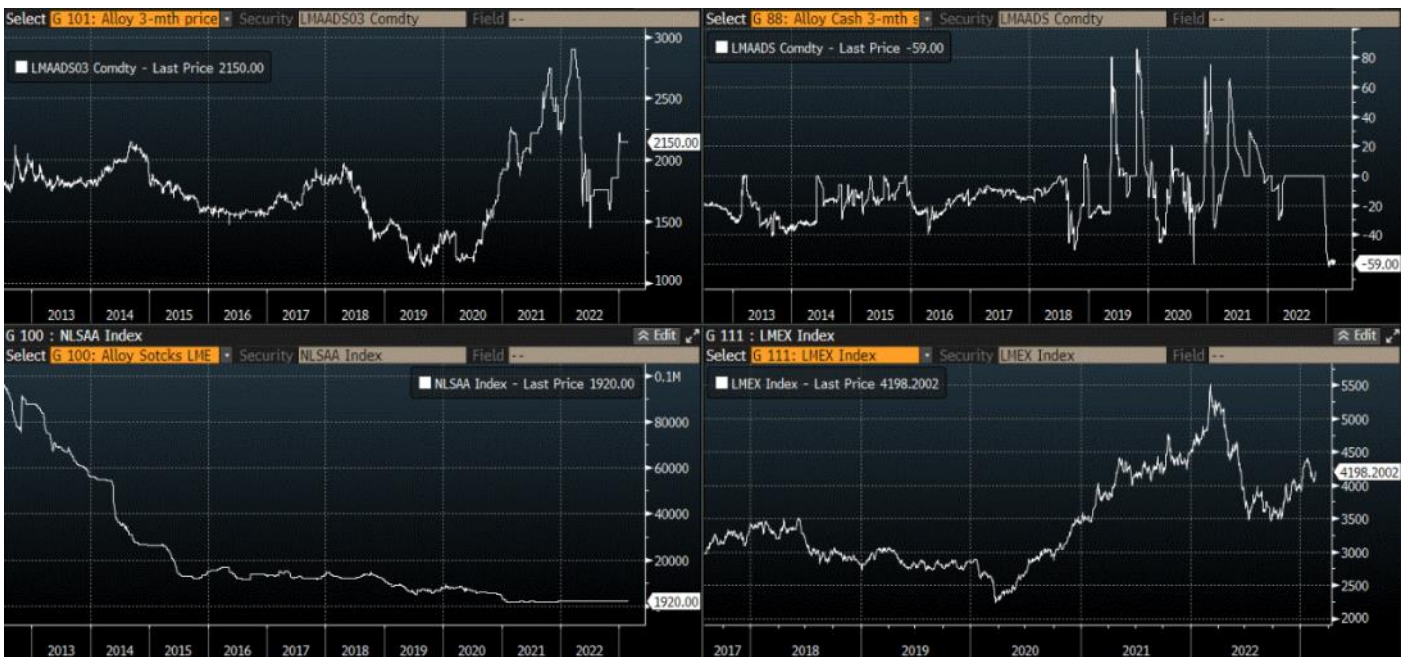 Select G 101: Alloy 3-mth price Security LMAADS03 Comdty Field --
LMAADS03 Comdty - Last Price 2150.00
3000
2500
2150.00
2000
1500
1000
2013 2014 2015 2016 2017 2018 2019 2020 2021 2022
Select G 88: Alloy Cash 3-mth s Security LMAADS Comdty Field --
LMAADS Comdty - Last Price -59.00
80
60
40
20
0
-20
-40
-59.00
2013 2014 2015 2016 2017 2018 2019 2020 2021 2022
G 100 : NLSAA Index Edit
Select G 100: Alloy Sotcks LME Security NLSAA Index Field --
NLSAA Index - Last Price 1920.00
0.1M
80000
60000
40000
20000
1920.00
2013 2014 2015 2016 2017 2018 2019 2020 2021 2022
G 111 : LMEX Index Edit
Select G 111: LMEX Index Security LMEX Index Field --
LMEX Index - Last Price 4198.2002
5500
5000
4500
4198.2002
4000
3500
3000
2500
2000
2017 2018 2019 2020 2021 2022